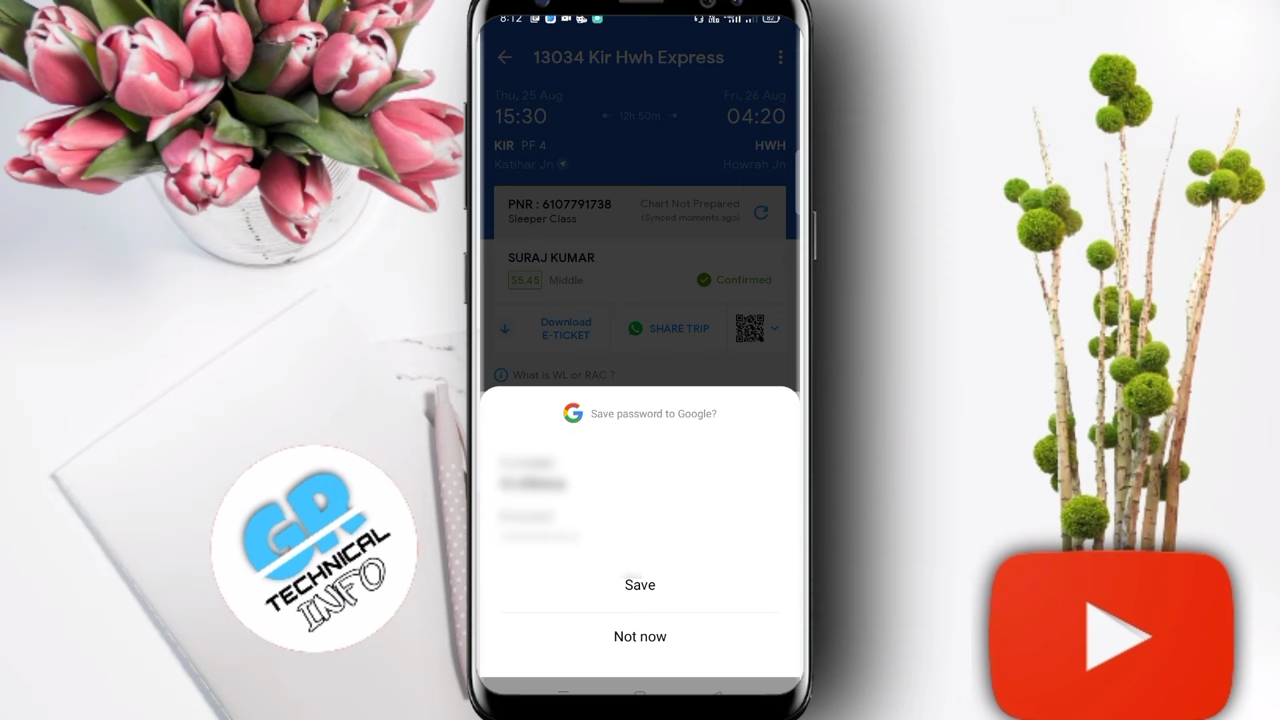 8:12
13034 Kir Hwh Express
Thu, 25 Aug
Fri, 26 Aug
15:30
12h 50m
04:20
KIR PF 4
HWH
Katihar Jn
Howrah Jn
PNR : 6107791738
Chart Not Prepared
Sleeper Class
(Synced moments ago)
SURAJ KUMAR
S5,45 Middle
Confirmed
Download
E-TICKET
SHARE TRIP
What is WL or RAC ?
Save password to Google?
Save
Not now
GR
TECHNICAL
INFO